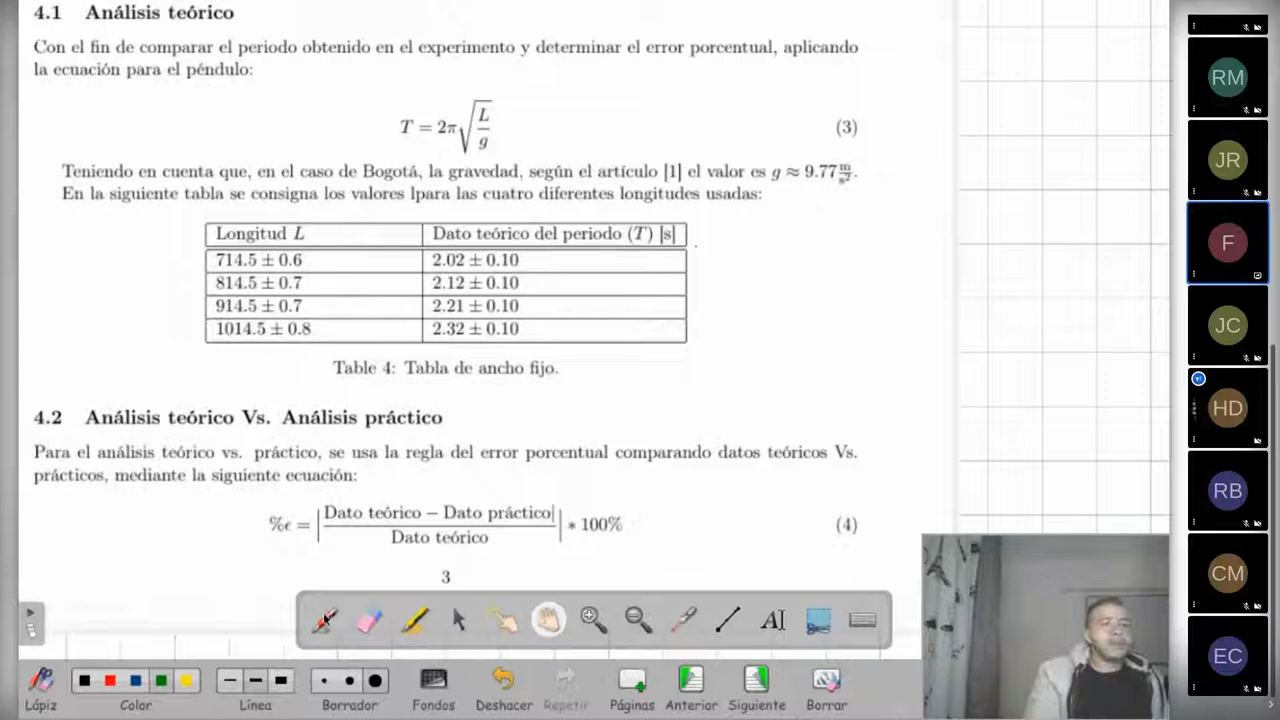 4.1 Análisis teórico
Con el fin de comparar el periodo obtenido en el experimento y determinar el error porcentual, aplicando
la ecuación para el péndulo:
T = 2π√(L/g) (3)
Teniendo en cuenta que, en el caso de Bogotá, la gravedad, según el artículo [1] el valor es g ≈ 9.77 m/s².
En la siguiente tabla se consigna los valores lpara las cuatro diferentes longitudes usadas:
Longitud L Dato teórico del periodo (T) [s]
714.5 ± 0.6 2.02 ± 0.10
814.5 ± 0.7 2.12 ± 0.10
914.5 ± 0.7 2.21 ± 0.10
1014.5 ± 0.8 2.32 ± 0.10
Table 4: Tabla de ancho fijo.
4.2 Análisis teórico Vs. Análisis práctico
Para el análisis teórico vs. práctico, se usa la regla del error porcentual comparando datos teóricos Vs.
prácticos, mediante la siguiente ecuación:
%ϵ = |Dato teórico − Dato práctico| / Dato teórico| * 100% (4)
3
AI
Lápiz Color Línea Borrador Fondos Deshacer Repetir Páginas Anterior Siguiente Borrar
RM
JR
F
JC
HD
RB
CM
EC